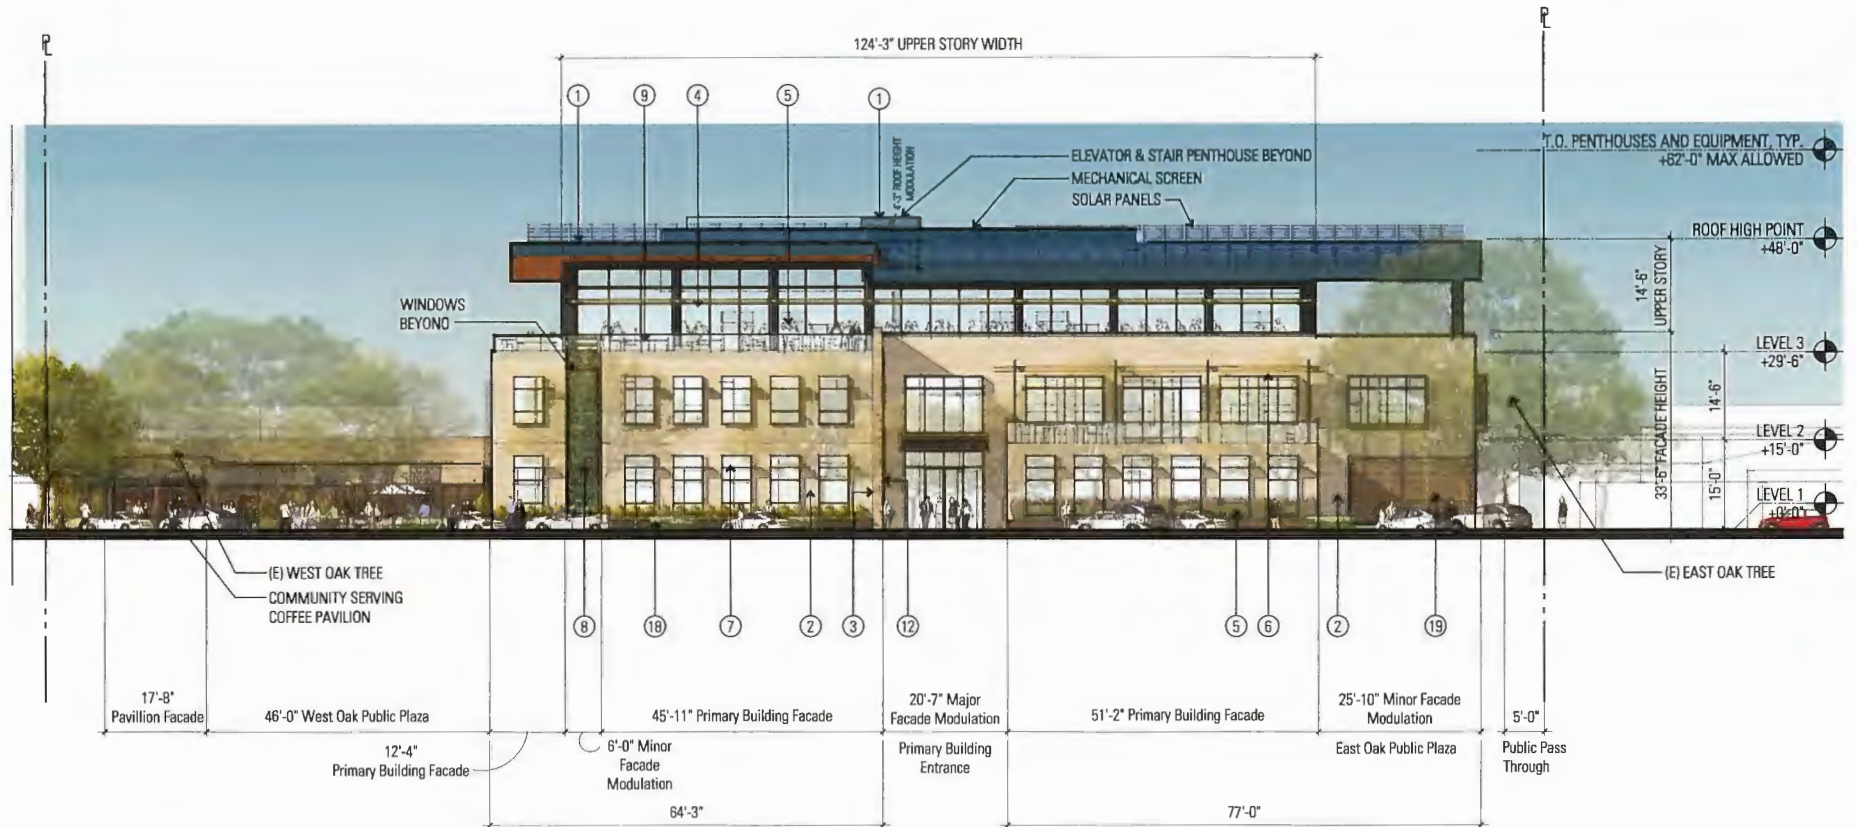 PL
PL
124'-3" UPPER STORY WIDTH
1
9
4
5
1
4'-3" ROOF HEIGHT
MODULATION
ELEVATOR & STAIR PENTHOUSE BEYOND
MECHANICAL SCREEN
SOLAR PANELS
T.O. PENTHOUSES AND EQUIPMENT, TYP.
+62'-0" MAX ALLOWED
ROOF HIGH POINT
+48'-0"
14'-6"
UPPER STORY
WINDOWS
BEYOND
LEVEL 3
+29'-6"
33'-6" FACADE HEIGHT
14'-6"
LEVEL 2
+15'-0"
15'-0"
LEVEL 1
+0'-0"
(E) WEST OAK TREE
COMMUNITY SERVING
COFFEE PAVILION
(E) EAST OAK TREE
8
18
7
2
3
12
5
6
2
19
17'-8"
Pavillion Facade
46'-0" West Oak Public Plaza
12'-4"
Primary Building Facade
6'-0" Minor
Facade
Modulation
45'-11" Primary Building Facade
20'-7" Major
Facade Modulation
Primary Building
Entrance
51'-2" Primary Building Facade
25'-10" Minor Facade
Modulation
East Oak Public Plaza
5'-0"
Public Pass
Through
64'-3"
77'-0"